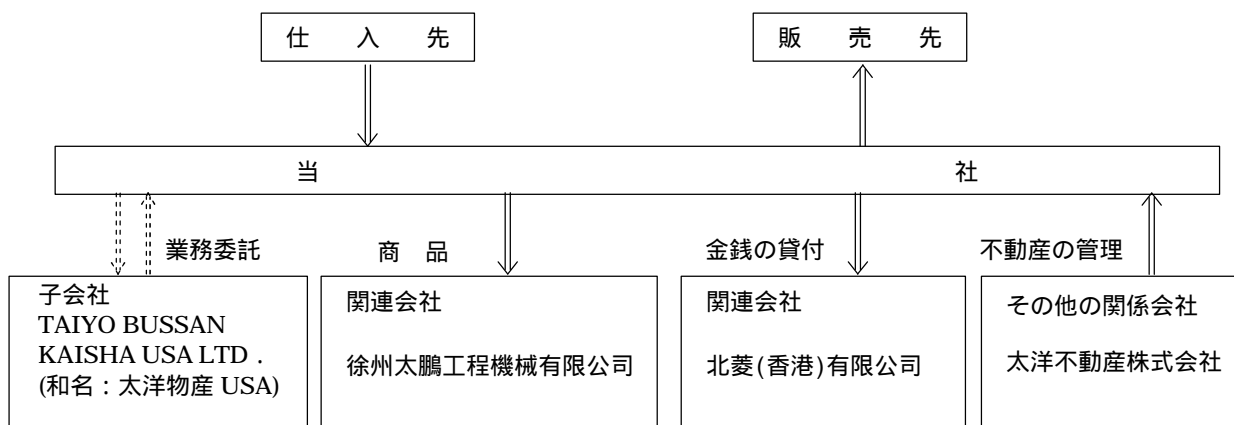 仕　入　先
販　売　先
当　社
業務委託
商　品
金銭の貸付
不動産の管理
子会社
TAIYO BUSSAN
KAISHA USA LTD．
(和名：太洋物産 USA)
関連会社
徐州太鵬工程機械有限公司
関連会社
北菱(香港)有限公司
その他の関係会社
太洋不動産株式会社